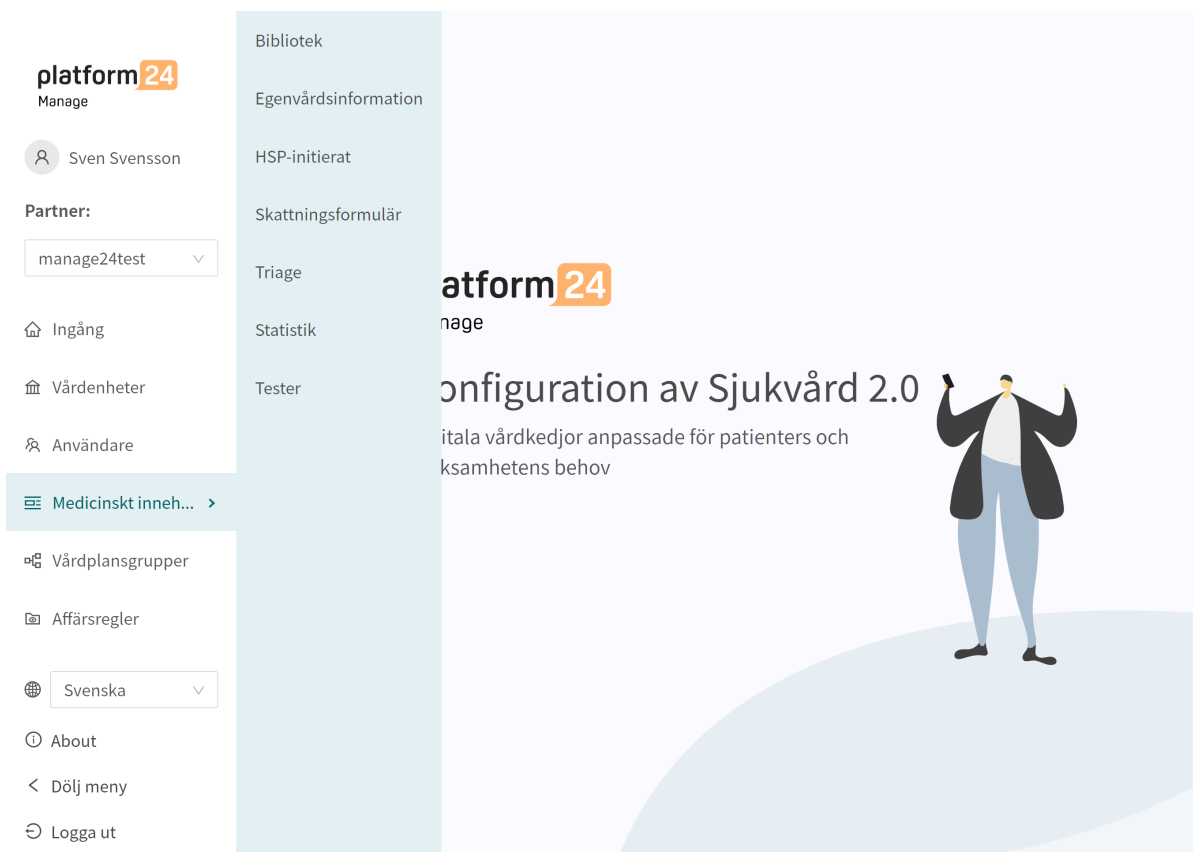 platform24
Manage
Sven Svensson
Partner:
manage24test
Ingång
Vårdenheter
Användare
Medicinskt inneh...
Vårdplansgrupper
Affärsregler
Svenska
About
Dölj meny
Logga ut
Bibliotek
Egenvårdsinformation
HSP-initierat
Skattningsformulär
Triage
Statistik
Tester
atform24
nage
onfiguration av Sjukvård 2.0
itala vårdkedjor anpassade för patienters och
ksamhetens behov